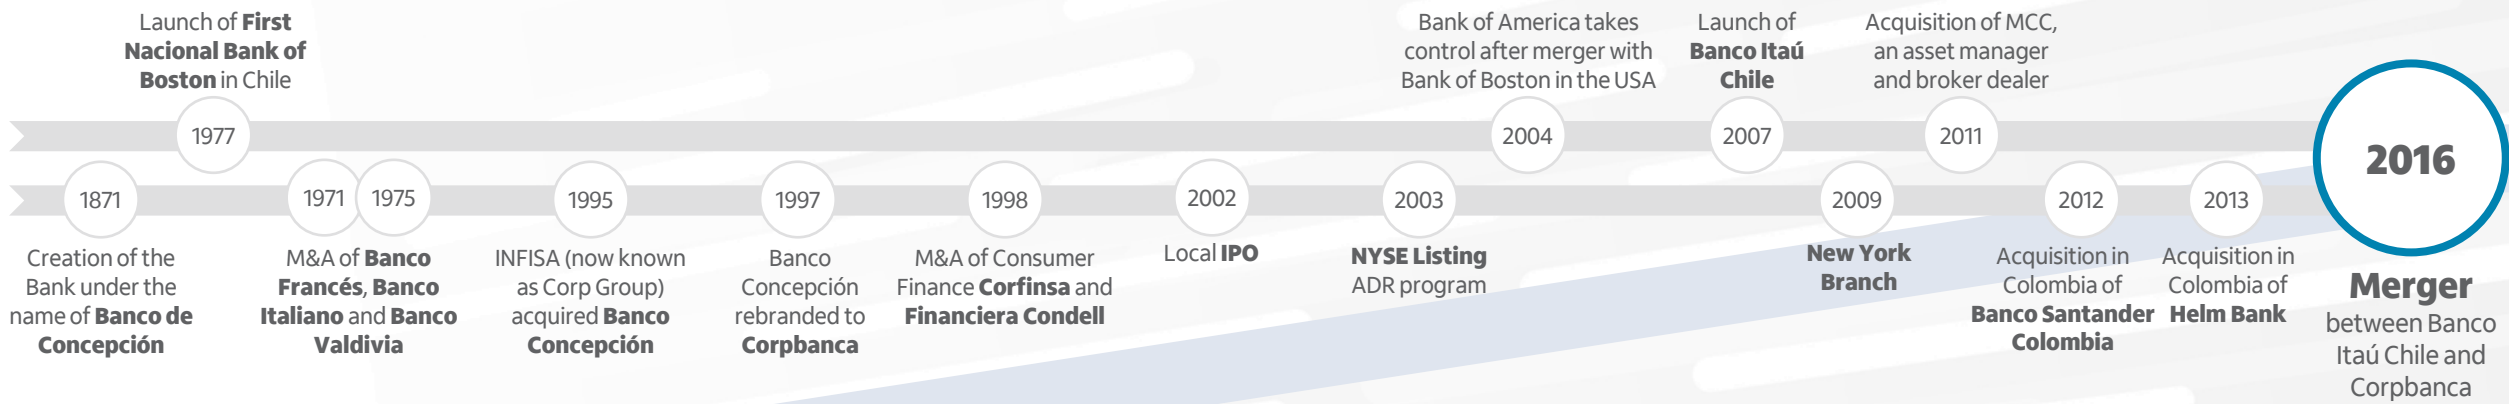 Launch of First
Nacional Bank of
Boston in Chile
Bank of America takes
control after merger with
Bank of Boston in the USA
Launch of
Banco Itaú
Chile
Acquisition of MCC,
an asset manager
and broker dealer
1977
2004
2007
2011
2016
1871
1971
1975
1995
1997
1998
2002
2003
2009
2012
2013
Creation of the
Bank under the
name of Banco de
Concepción
M&A of Banco
Francés, Banco
Italiano and Banco
Valdivia
INFISA (now known
as Corp Group)
acquired Banco
Concepción
Banco
Concepción
rebranded to
Corpbanca
M&A of Consumer
Finance Corfinsa and
Financiera Condell
Local IPO
NYSE Listing
ADR program
New York
Branch
Acquisition in
Colombia of
Banco Santander
Colombia
Acquisition in
Colombia of
Helm Bank
Merger
between Banco
Itaú Chile and
Corpbanca